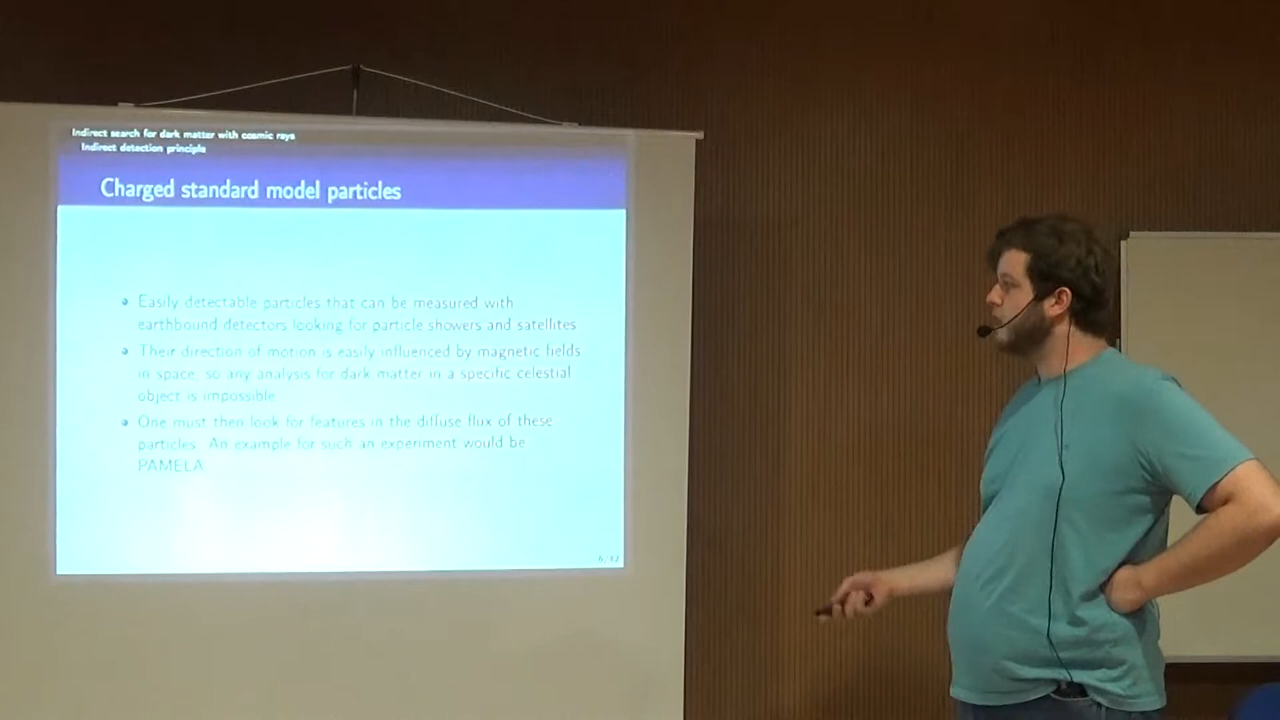 Indirect search for dark matter with cosmic rays
Indirect detection principle
Charged standard model particles
Easily detectable particles that can be measured with
earthbound detectors looking for particle showers and satellites
Their direction of motion is easily influenced by magnetic fields
in space, so any analysis for dark matter in a specific celestial
object is impossible
One must then look for features in the diffuse flux of these
particles. An example for such an experiment would be
PAMELA